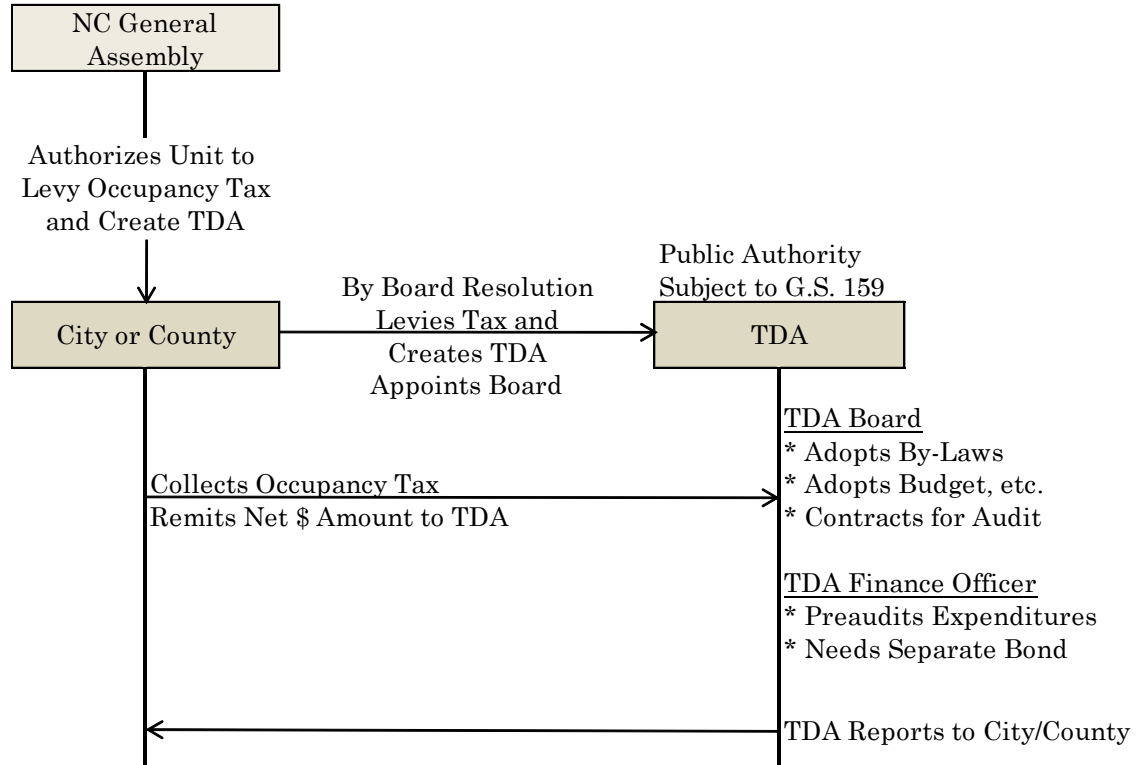 NC General
Assembly
Authorizes Unit to
Levy Occupancy Tax
and Create TDA
Public Authority
Subject to G.S. 159
City or County
By Board Resolution
Levies Tax and
Creates TDA
Appoints Board
TDA
TDA Board
* Adopts By-Laws
* Adopts Budget, etc.
* Contracts for Audit
Collects Occupancy Tax
Remits Net $ Amount to TDA
TDA Finance Officer
* Preaudits Expenditures
* Needs Separate Bond
TDA Reports to City/County